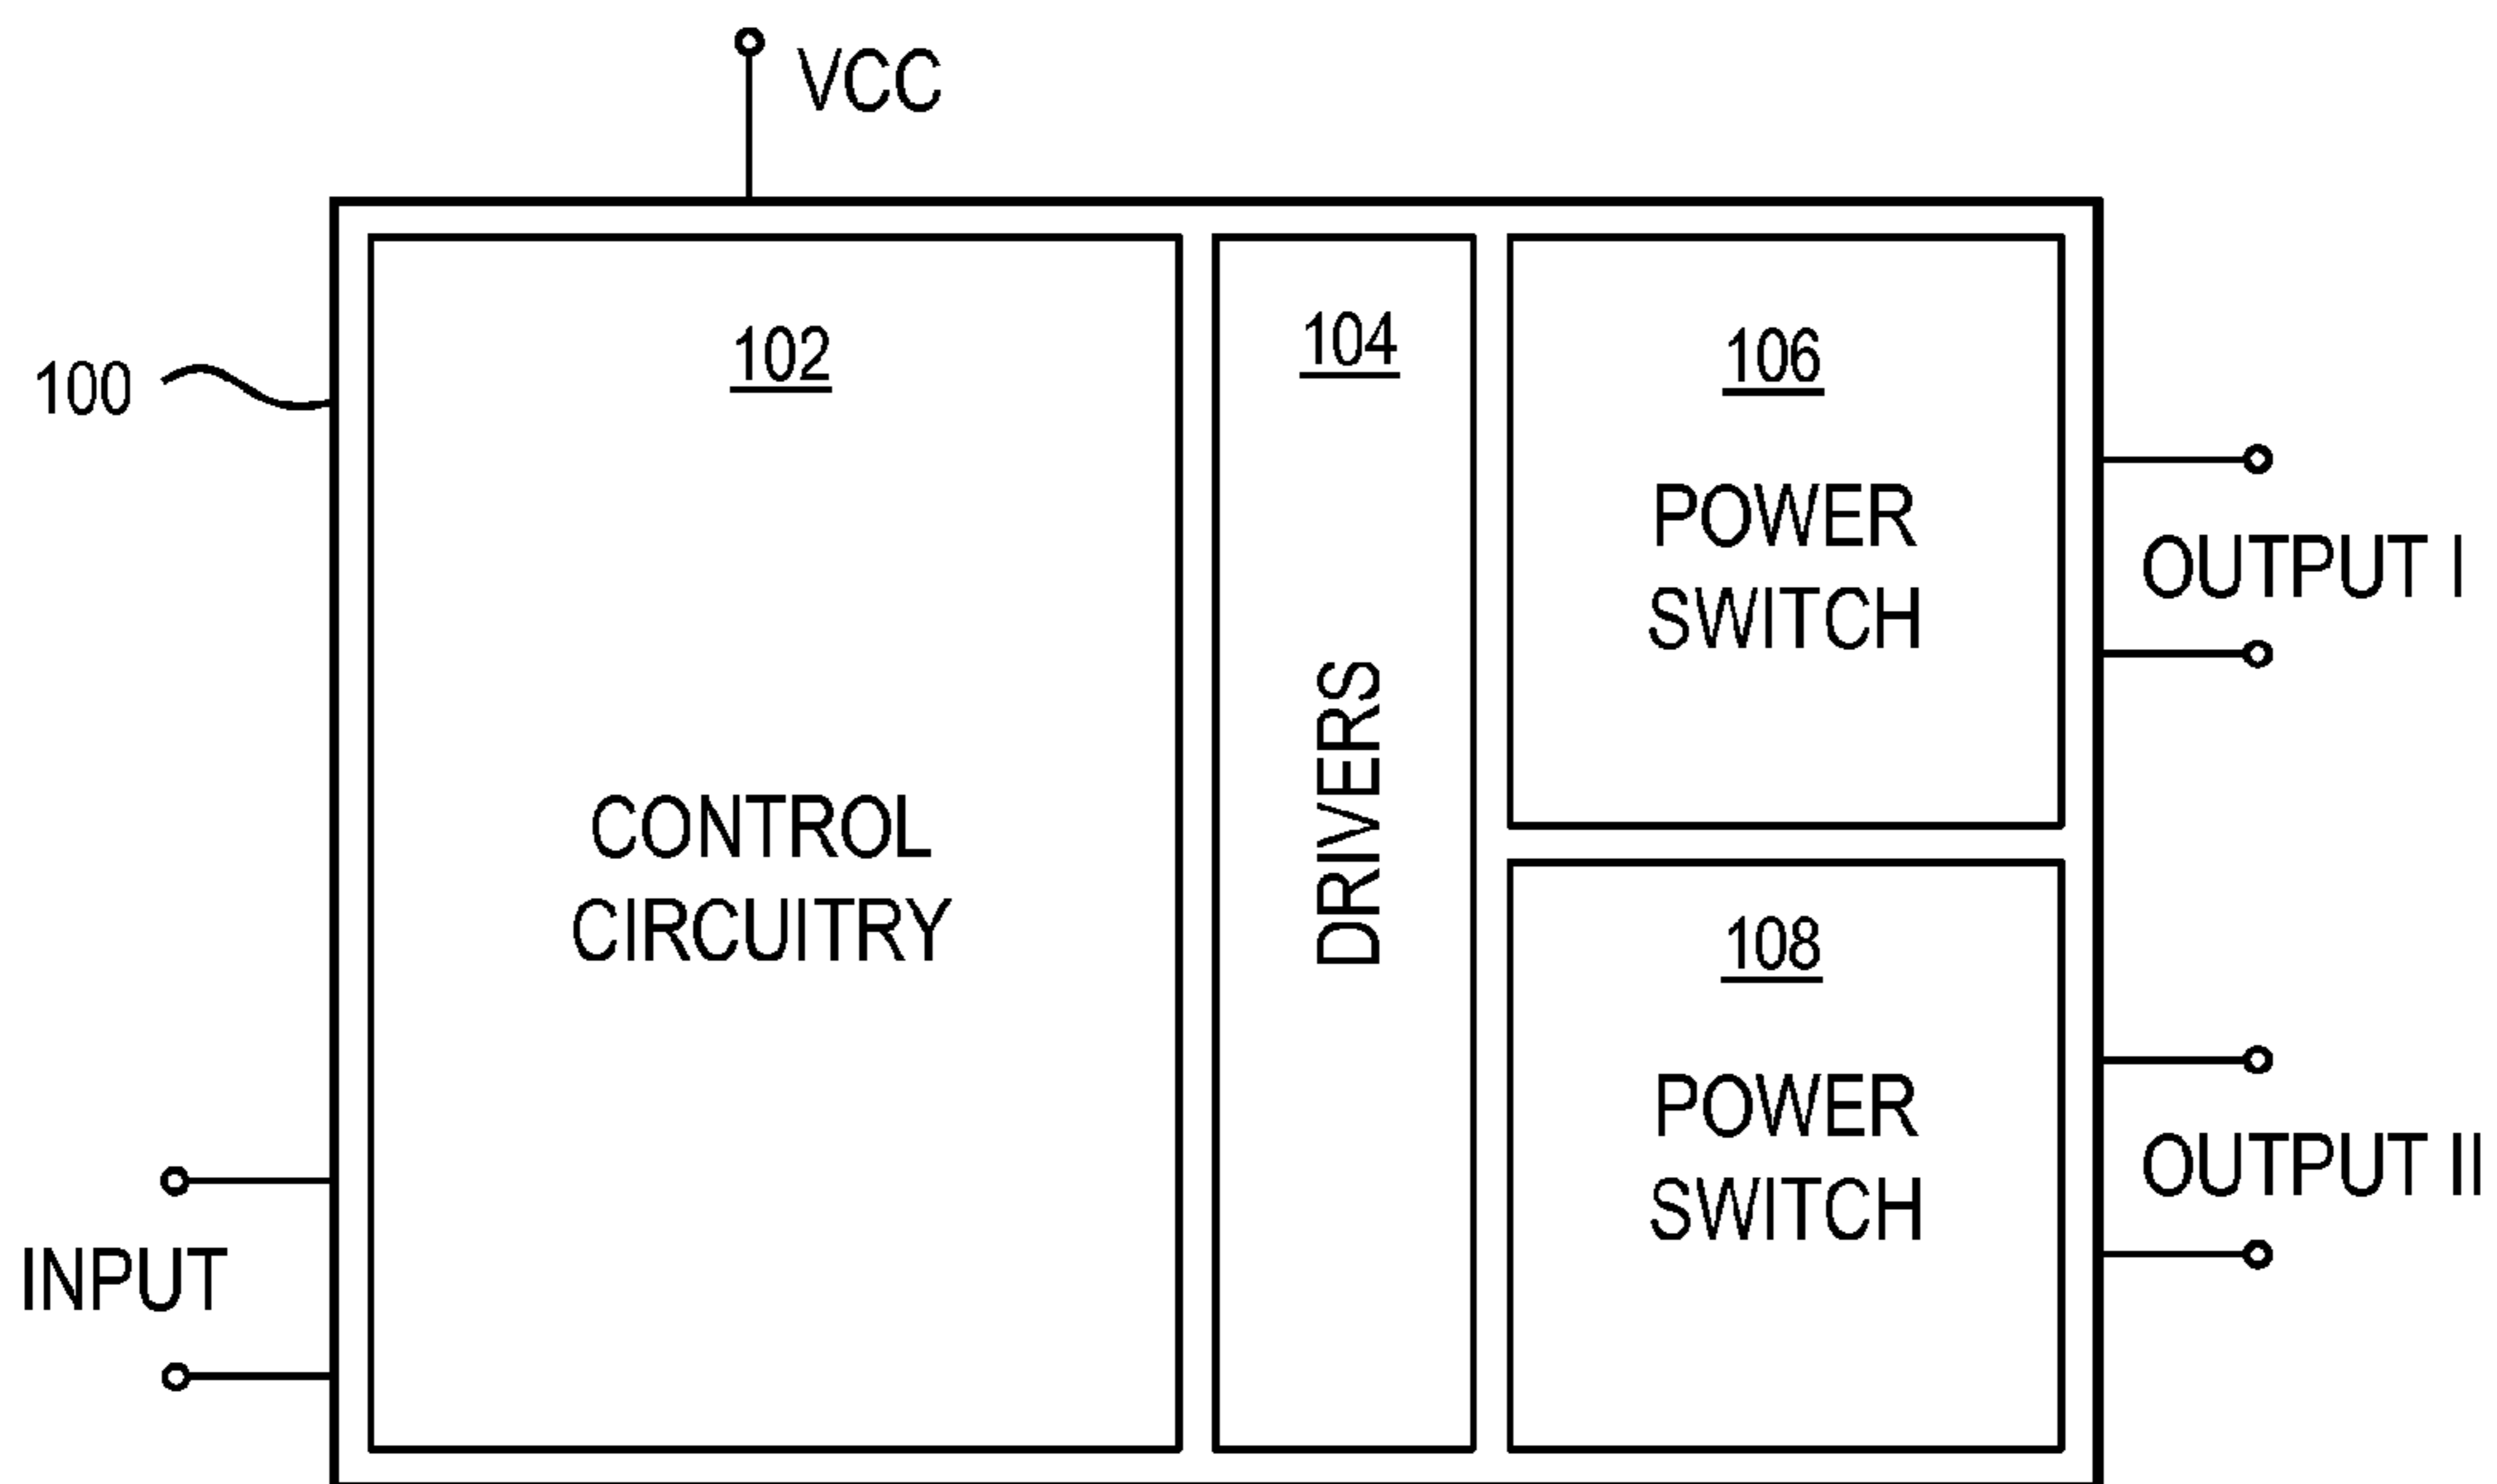 VCC
100
102
CONTROL
CIRCUITRY
104
DRIVERS
106
POWER
SWITCH
108
POWER
SWITCH
OUTPUT I
OUTPUT II
INPUT